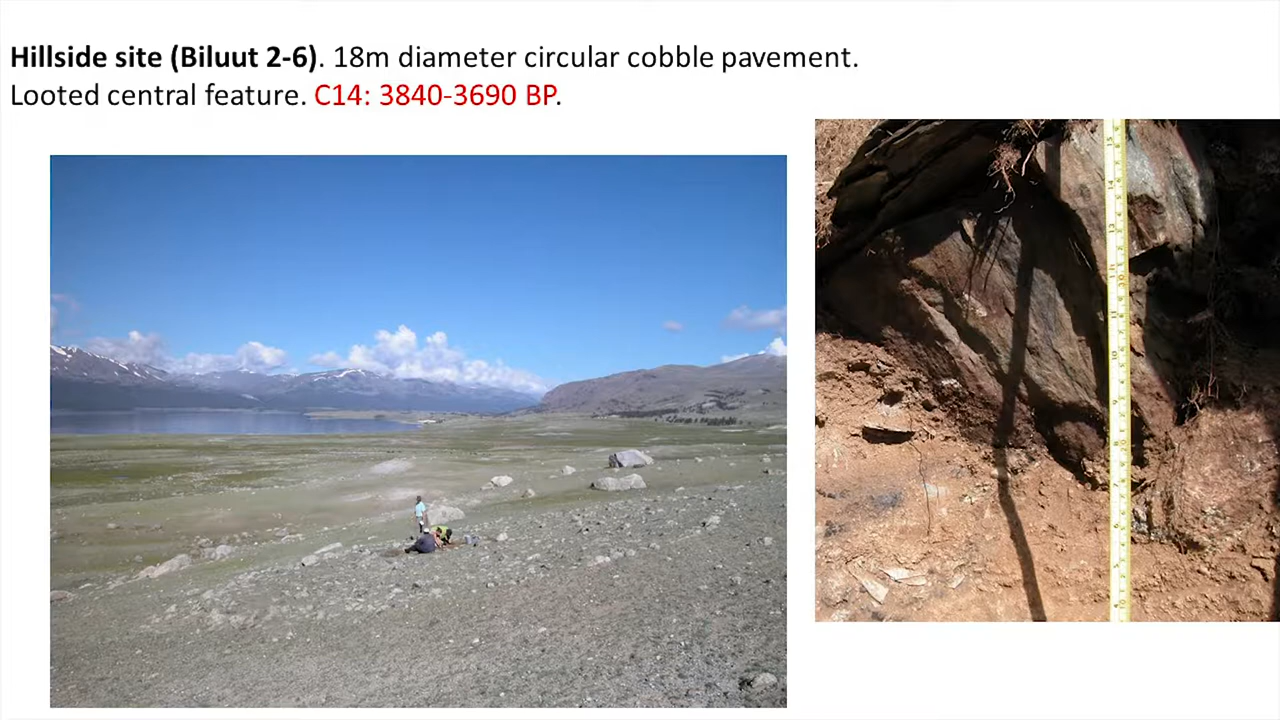 Hillside site (Biluut 2-6). 18m diameter circular cobble pavement.
Looted central feature. C14: 3840-3690 BP.